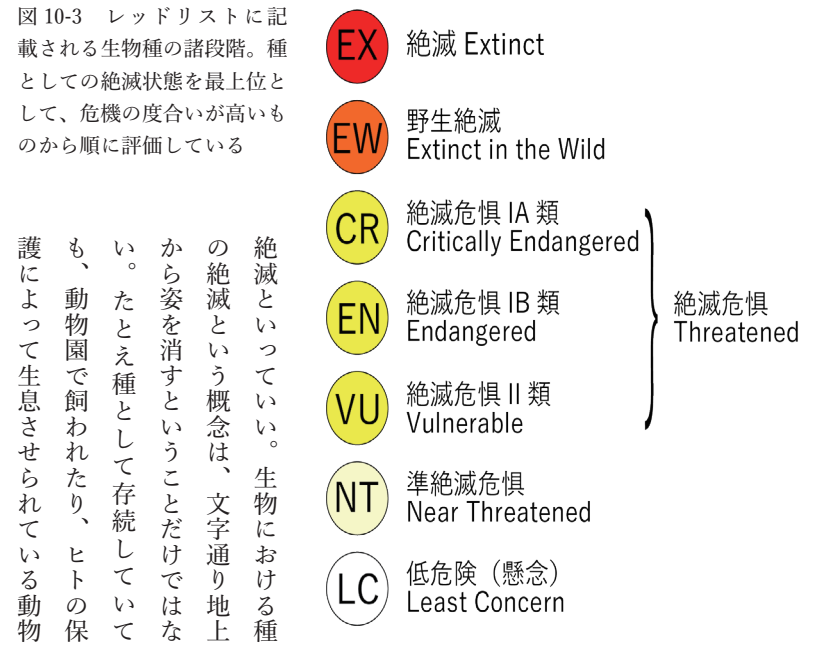 図 10-3　レッドリストに記
載される生物種の諸段階。種
としての絶滅状態を最上位と
して、危機の度合いが高いも
のから順に評価している
EX 絶滅 Extinct
EW 野生絶滅
Extinct in the Wild
CR 絶滅危惧 IA 類
Critically Endangered
EN 絶滅危惧 IB 類
Endangered
VU 絶滅危惧 II 類
Vulnerable
絶滅危惧
Threatened
NT 準絶滅危惧
Near Threatened
LC 低危険（懸念）
Least Concern
絶滅といっていい。生物における種
の絶滅という概念は、文字通り地上
から姿を消すということだけではな
い。たとえ種として存続していて
も、動物園で飼われたり、ヒトの保
護によって生息させられている動物